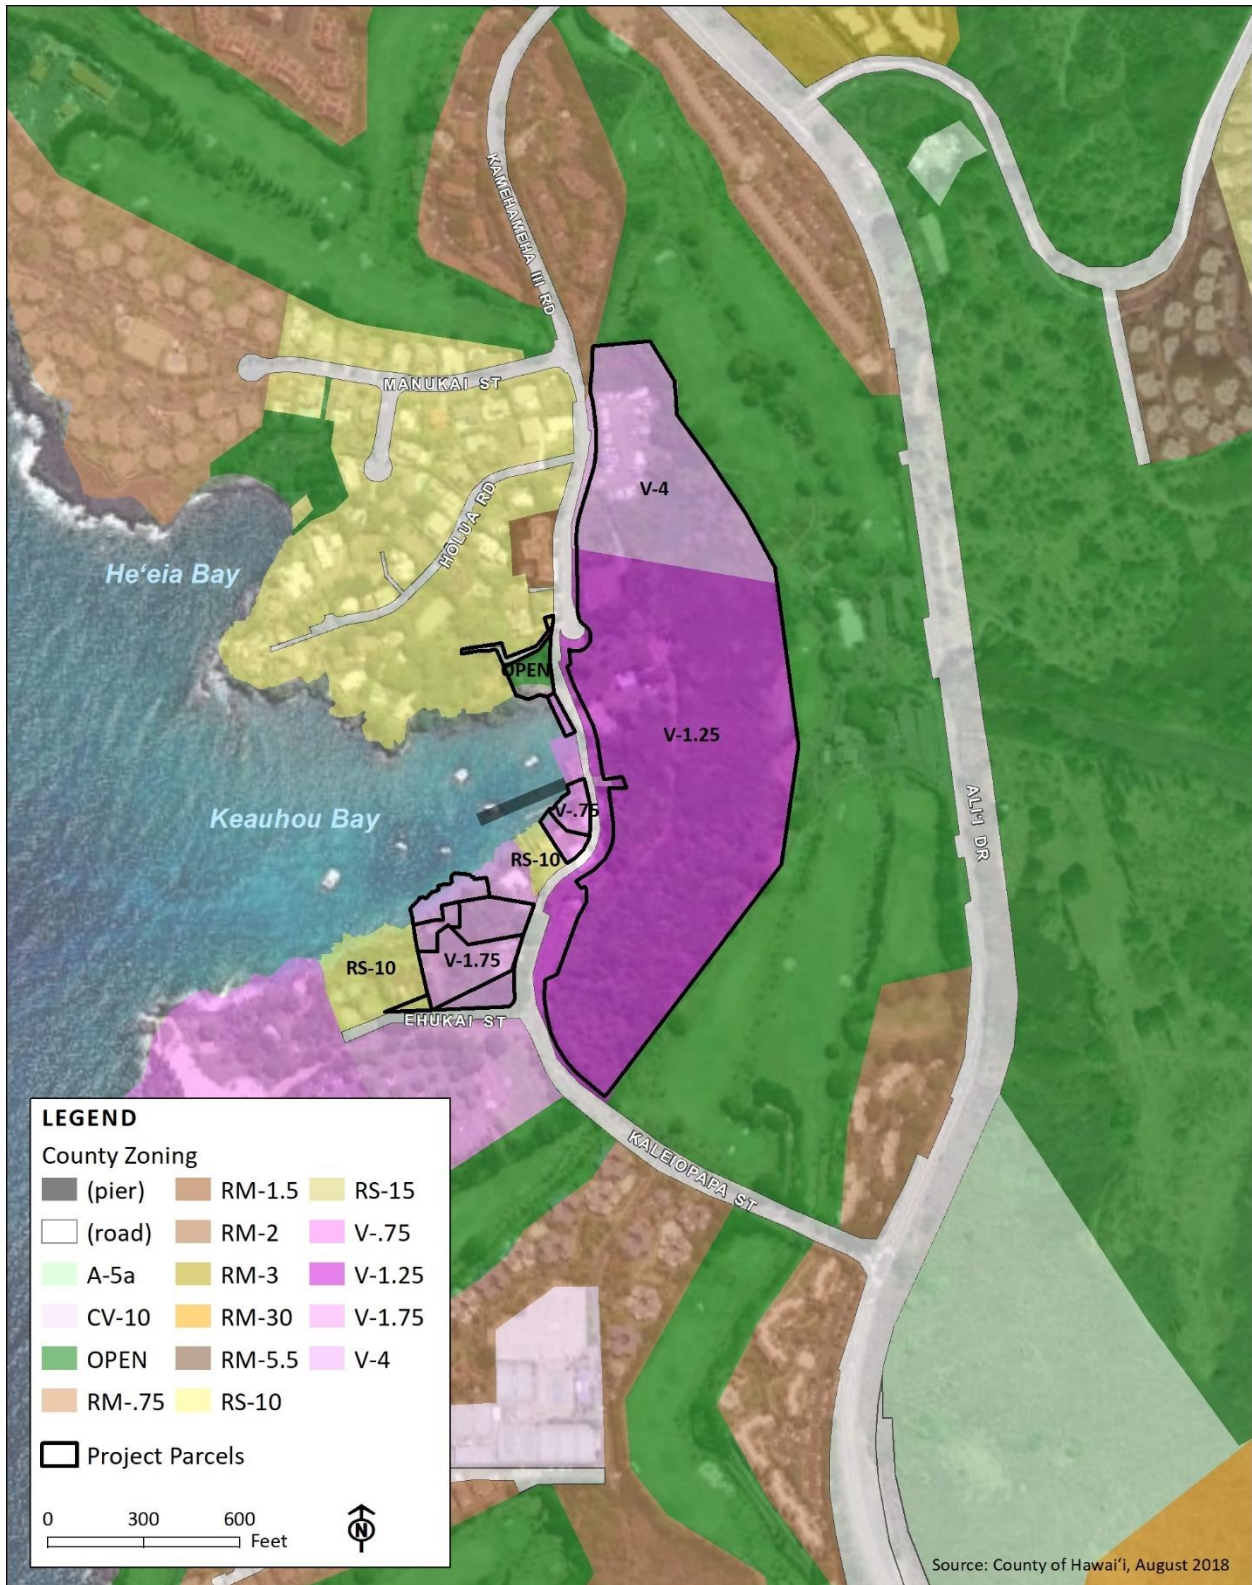 KAMEHAMEHA III RD
MANUKAI ST
V-4
HOLUA RD
He‘eia Bay
OPEN
V-1.25
ALI‘I DR
V-.75
Keauhou Bay
RS-10
RS-10
V-1.75
EHUKAI ST
KALEIOPAPA ST
LEGEND
County Zoning
(pier)
(road)
A-5a
CV-10
OPEN
RM-.75
RM-1.5
RM-2
RM-3
RM-30
RM-5.5
RS-10
RS-15
V-.75
V-1.25
V-1.75
V-4
Project Parcels
0 300 600
Feet
N
Source: County of Hawai‘i, August 2018